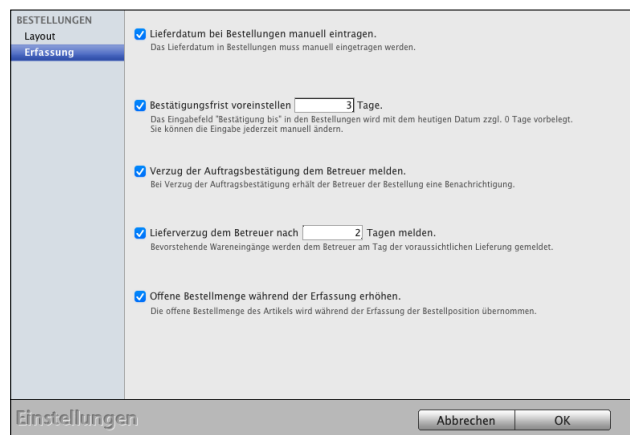 BESTELLUNGEN
Layout
Erfassung
Lieferdatum bei Bestellungen manuell eintragen.
Das Lieferdatum in Bestellungen muss manuell eingetragen werden.
Bestätigungsfrist voreinstellen 3 Tage.
Das Eingabefeld "Bestätigung bis" in den Bestellungen wird mit dem heutigen Datum zzgl. 0 Tage vorbelegt.
Sie können die Eingabe jederzeit manuell ändern.
Verzug der Auftragsbestätigung dem Betreuer melden.
Bei Verzug der Auftragsbestätigung erhält der Betreuer der Bestellung eine Benachrichtigung.
Lieferverzug dem Betreuer nach 2 Tagen melden.
Bevorstehende Wareneingänge werden dem Betreuer am Tag der voraussichtlichen Lieferung gemeldet.
Offene Bestellmenge während der Erfassung erhöhen.
Die offene Bestellmenge des Artikels wird während der Erfassung der Bestellposition übernommen.
Einstellungen
Abbrechen OK